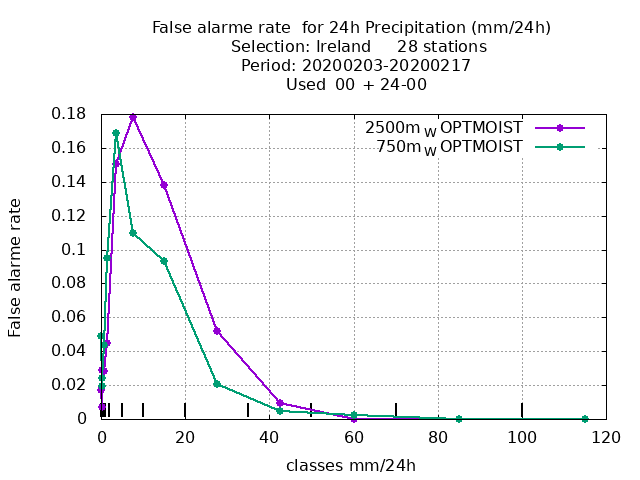 False alarme rate  for 24h Precipitation (mm/24h)
Selection: Ireland     28 stations
Period: 20200203-20200217
Used  00  + 24-00
2500m W OPTMOIST
750m W OPTMOIST
False alarme rate
0.18
0.16
0.14
0.12
0.1
0.08
0.06
0.04
0.02
0
0 20 40 60 80 100 120
classes mm/24h